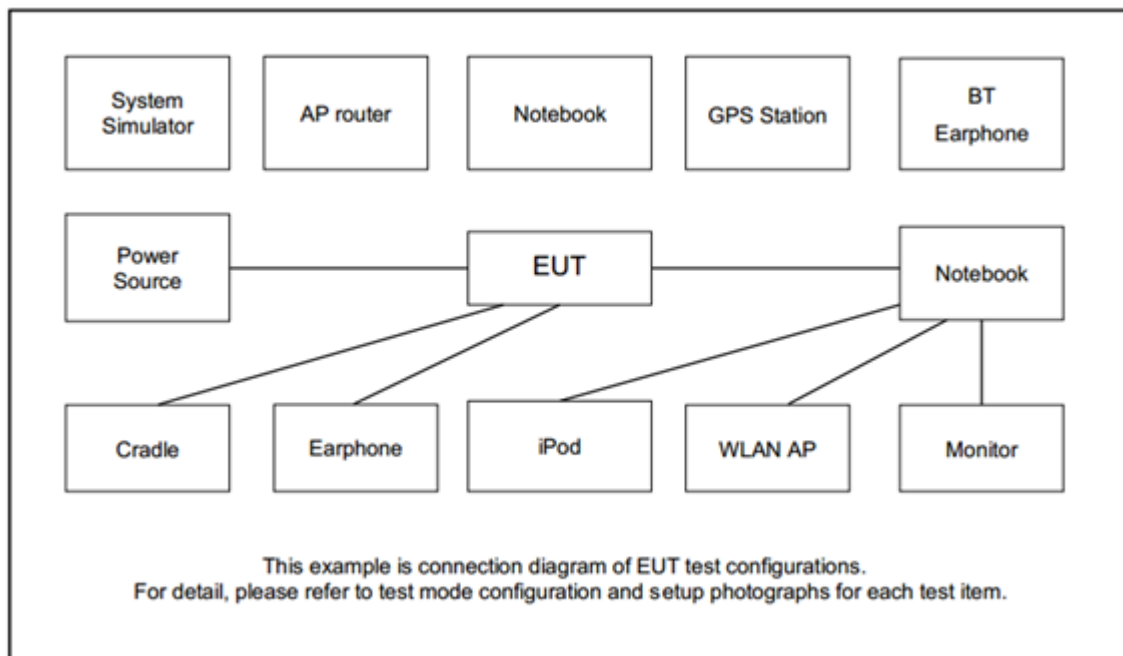 System
Simulator
AP router
Notebook
GPS Station
BT
Earphone
Power
Source
EUT
Notebook
Cradle
Earphone
iPod
WLAN AP
Monitor
This example is connection diagram of EUT test configurations.
For detail, please refer to test mode configuration and setup photographs for each test item.